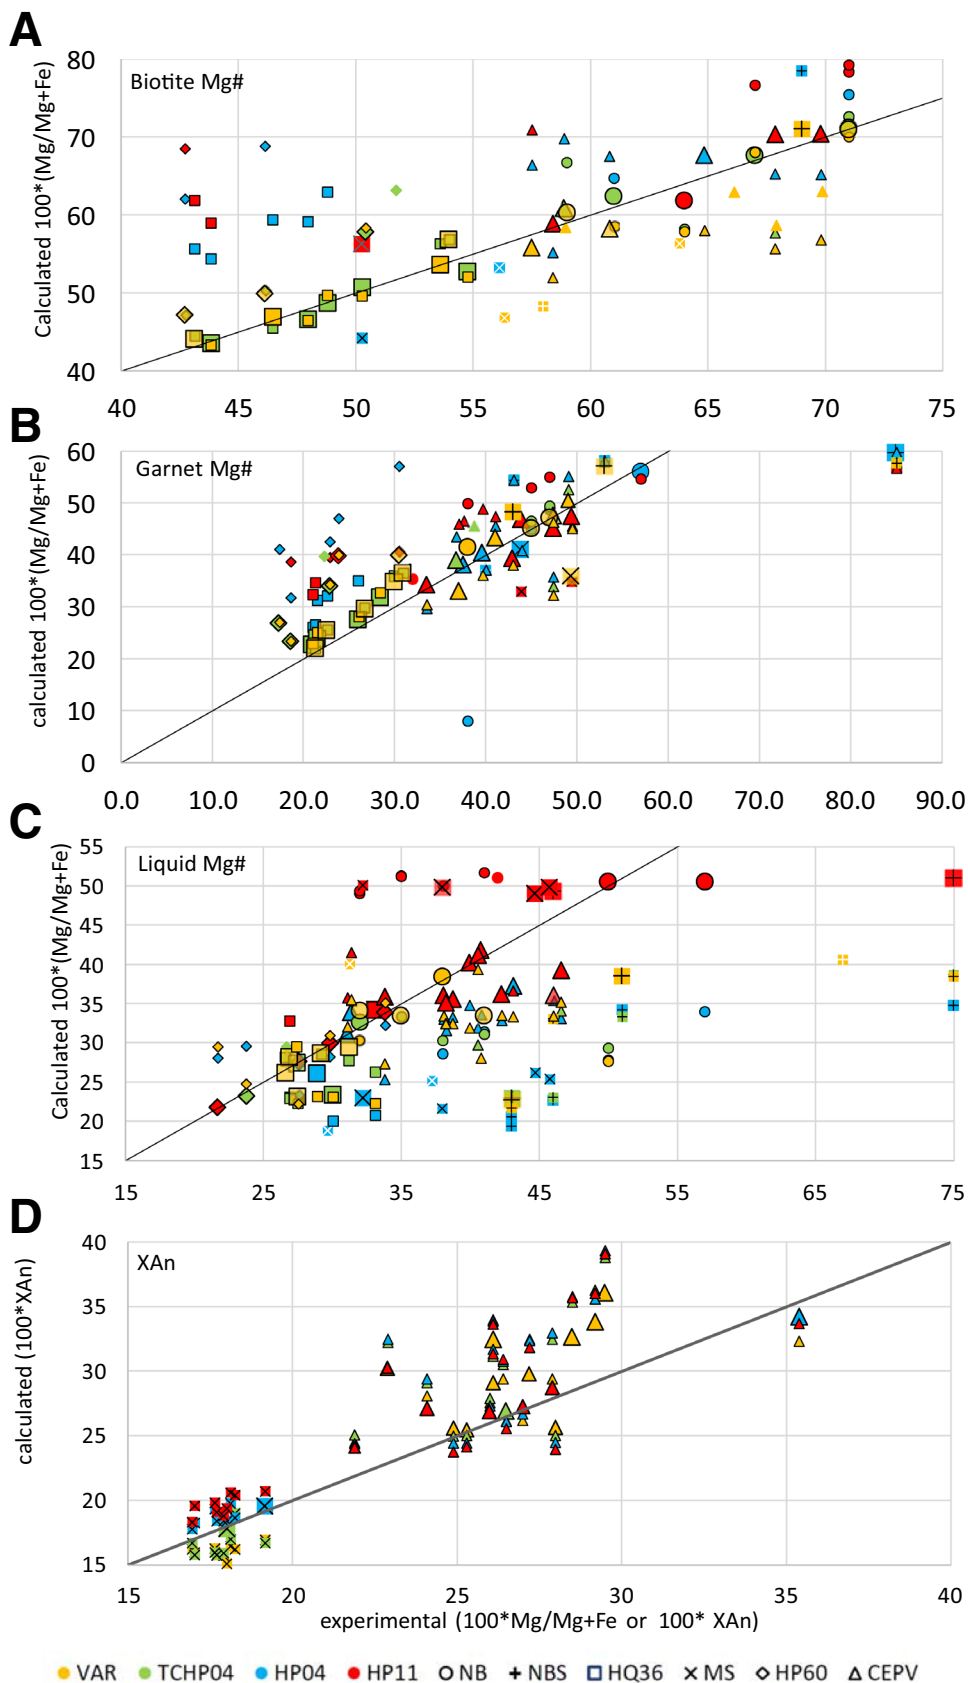 A
Biotite Mg#
Calculated 100*(Mg/Mg+Fe)
80
70
60
50
40
40 45 50 55 60 65 70 75
B
Garnet Mg#
calculated 100*(Mg/Mg+Fe)
60
50
40
30
20
10
0
0.0 10.0 20.0 30.0 40.0 50.0 60.0 70.0 80.0 90.0
C
Liquid Mg#
Calculated 100*(Mg/Mg+Fe)
55
50
45
40
35
30
25
20
15
15 25 35 45 55 65 75
D
XAn
calculated (100*XAn)
40
35
30
25
20
15
15 20 25 30 35 40
experimental (100*Mg/Mg+Fe or 100* XAn)
VAR TCHP04 HP04 HP11 NB NBS HQ36 MS HP60 CEPV